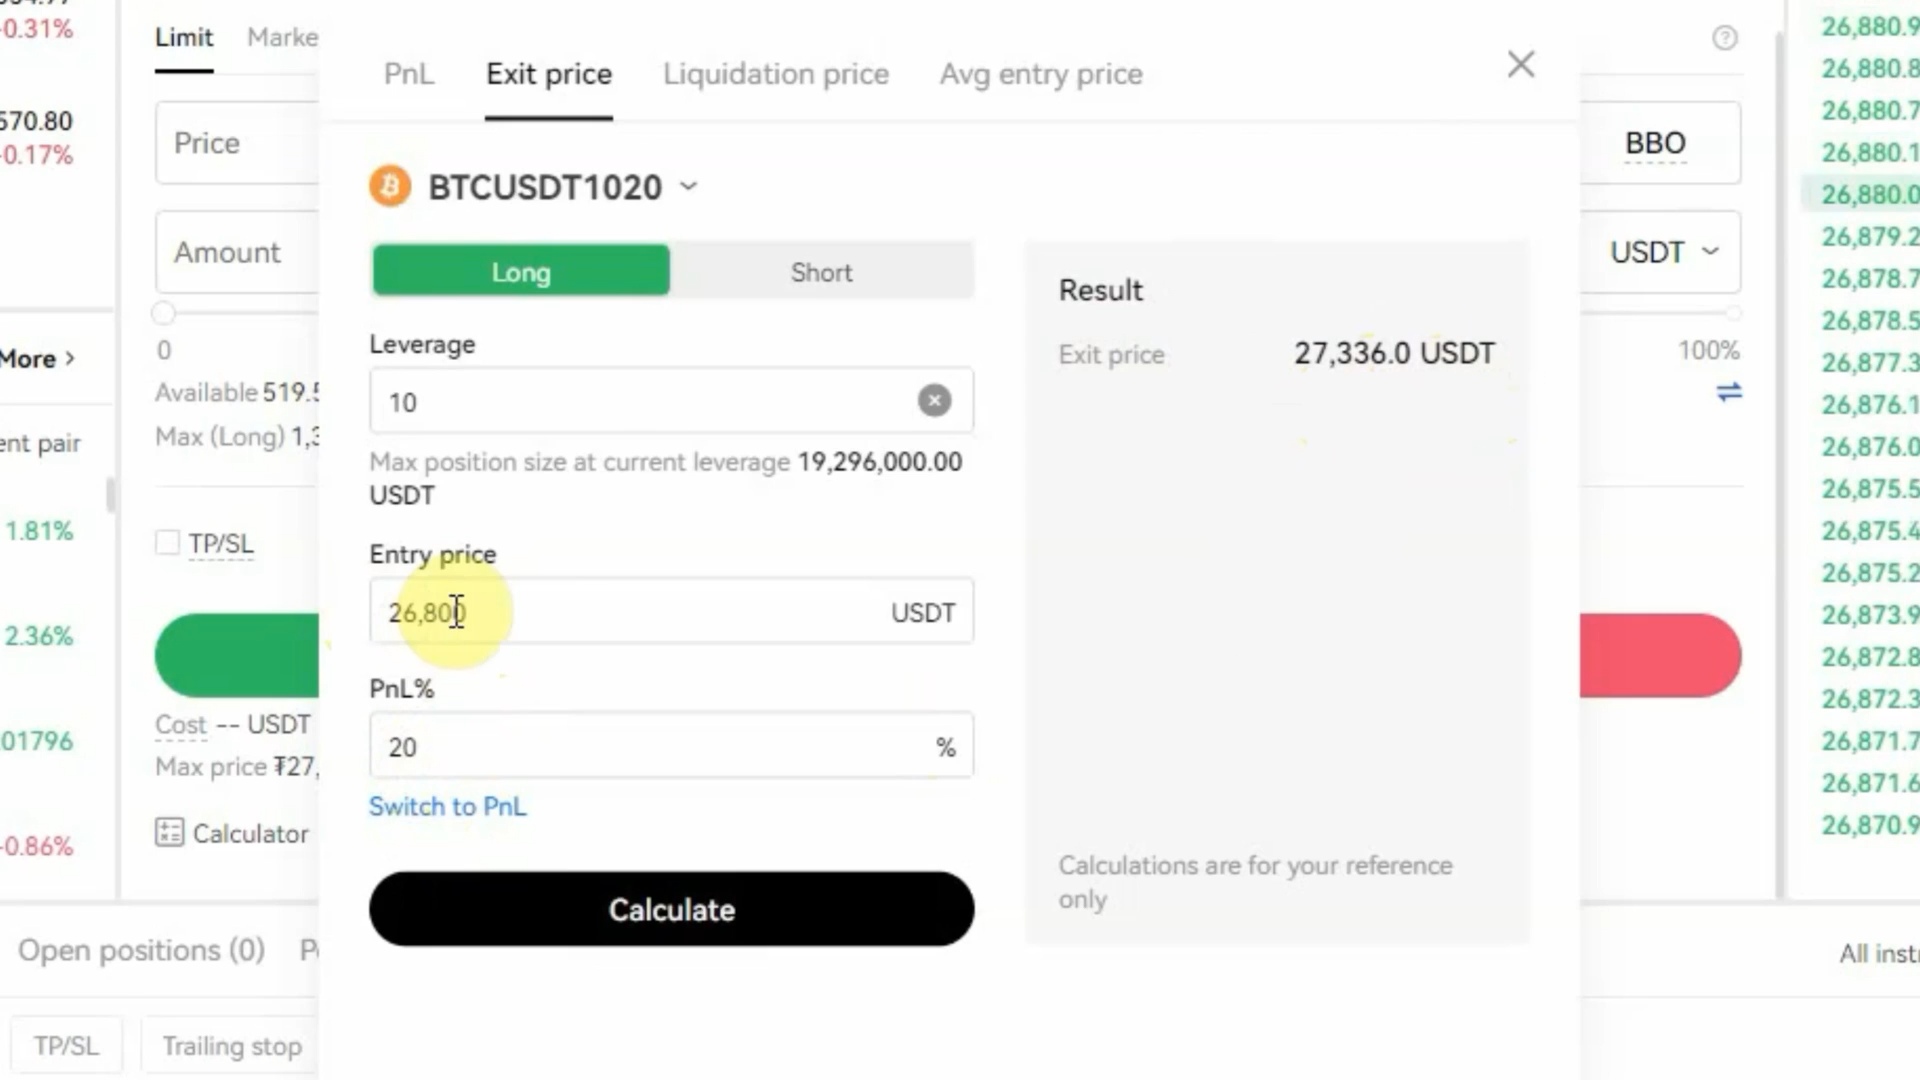 -0.31%
570.80
-0.17%
More >
ent pair
1.81%
2.36%
01796
-0.86%
Limit Marke
Price
Amount
0
Available 519.5
Max (Long) 1,3
TP/SL
Cost -- USDT
Max price ₮27,
Calculator
PnL Exit price Liquidation price Avg entry price
BTCUSDT1020
Long Short
Leverage
10
Max position size at current leverage 19,296,000.00
USDT
Entry price
26,800 USDT
PnL%
20 %
Switch to PnL
Calculate
Result
Exit price 27,336.0 USDT
Calculations are for your reference
only
BBO
USDT
100%
26,880.9
26,880.8
26,880.7
26,880.1
26,880.0
26,879.2
26,878.7
26,878.5
26,877.3
26,876.1
26,876.0
26,875.5
26,875.4
26,875.2
26,873.9
26,872.8
26,872.3
26,871.7
26,871.6
26,870.9
Open positions (0)
All inst
TP/SL Trailing stop